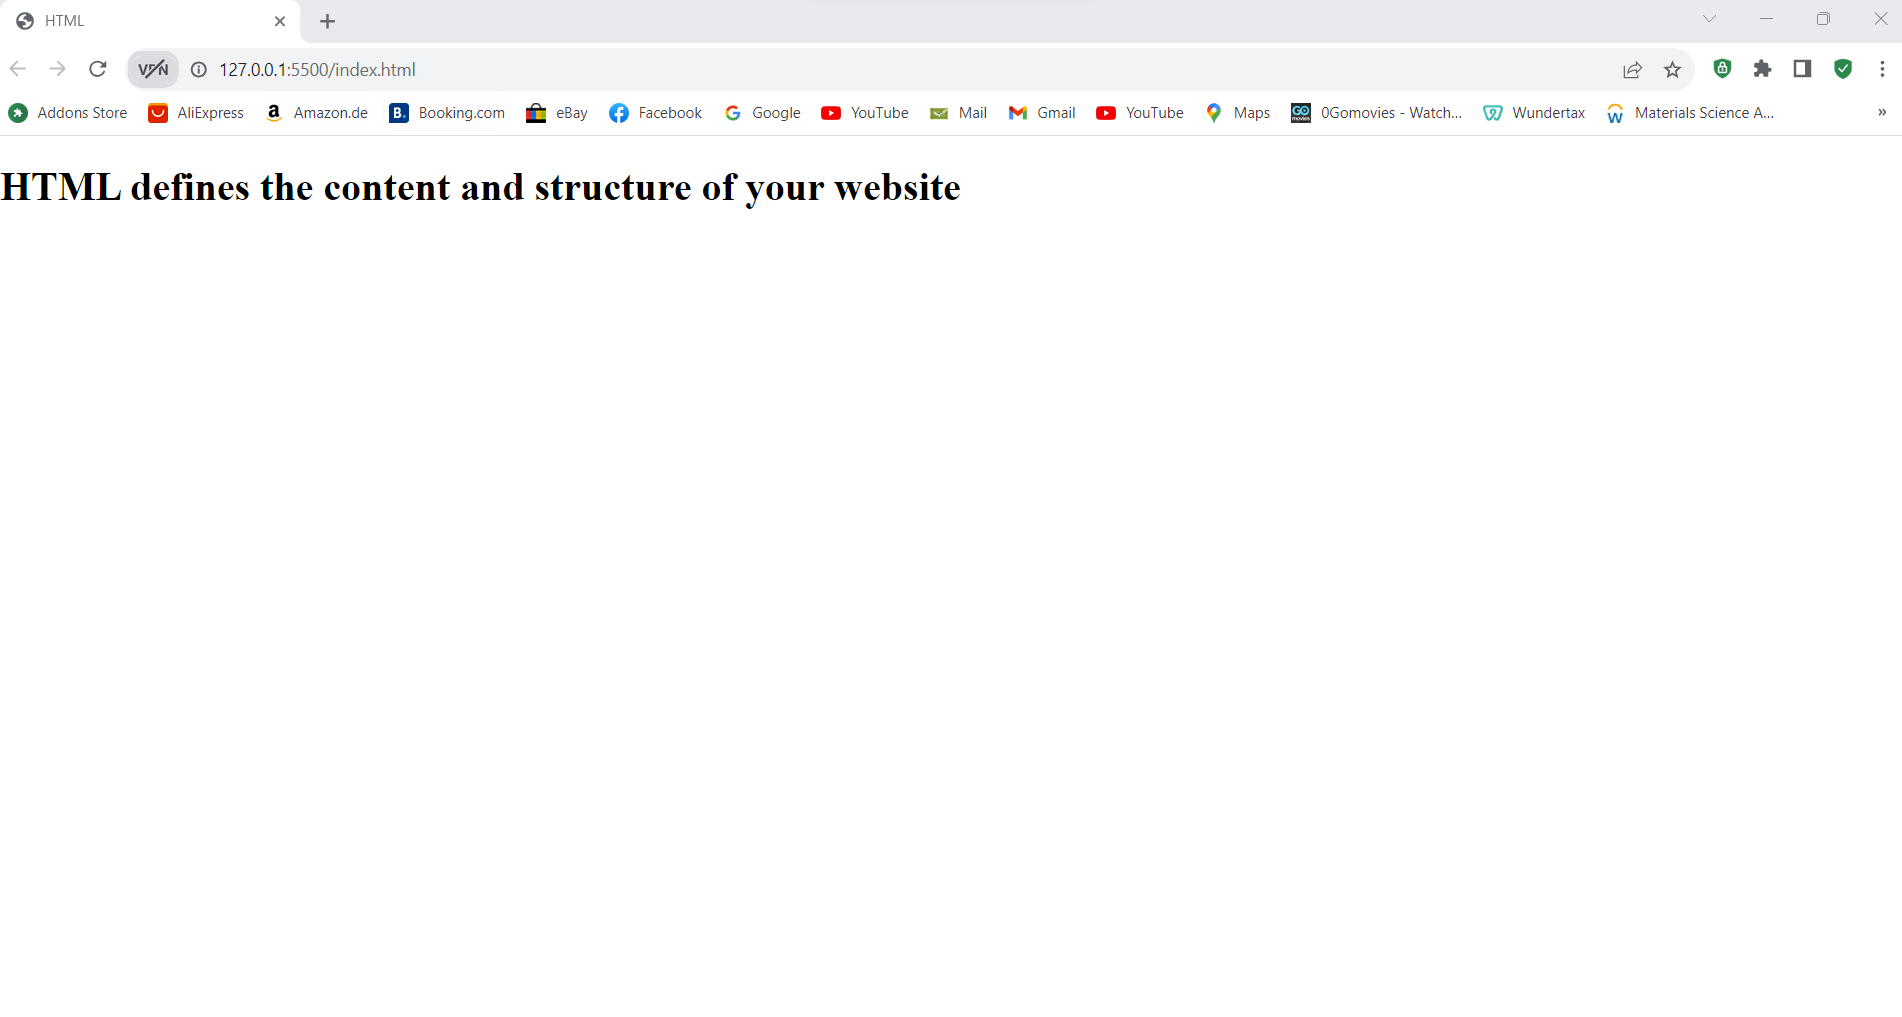 HTML
VPN
127.0.0.1:5500/index.html
Addons Store AliExpress Amazon.de Booking.com eBay Facebook Google YouTube Mail Gmail YouTube Maps 0Gomovies - Watch... Wundertax Materials Science A... »
HTML defines the content and structure of your website